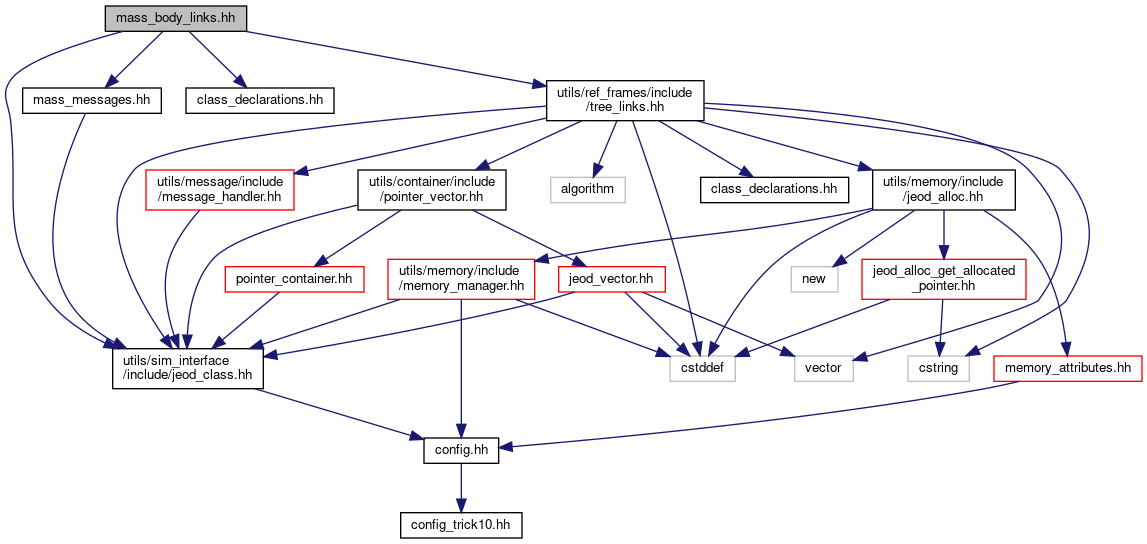 mass_body_links.hh
mass_messages.hh
class_declarations.hh
utils/ref_frames/include
/tree_links.hh
utils/message/include
/message_handler.hh
utils/container/include
/pointer_vector.hh
algorithm
class_declarations.hh
utils/memory/include
/jeod_alloc.hh
pointer_container.hh
utils/memory/include
/memory_manager.hh
jeod_vector.hh
new
jeod_alloc_get_allocated
_pointer.hh
utils/sim_interface
/include/jeod_class.hh
cstddef
vector
cstring
memory_attributes.hh
config.hh
config_trick10.hh